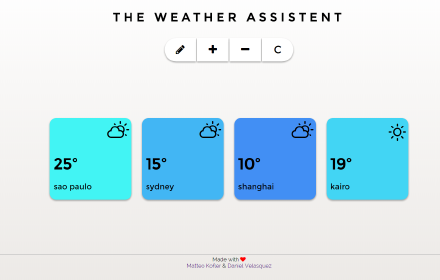 THE WEATHER ASSISTENT
C
25° 15° 10° 19°
sao paulo sydney shanghai kairo
Made with ❤
Matteo Kofler & Daniel Velasquez